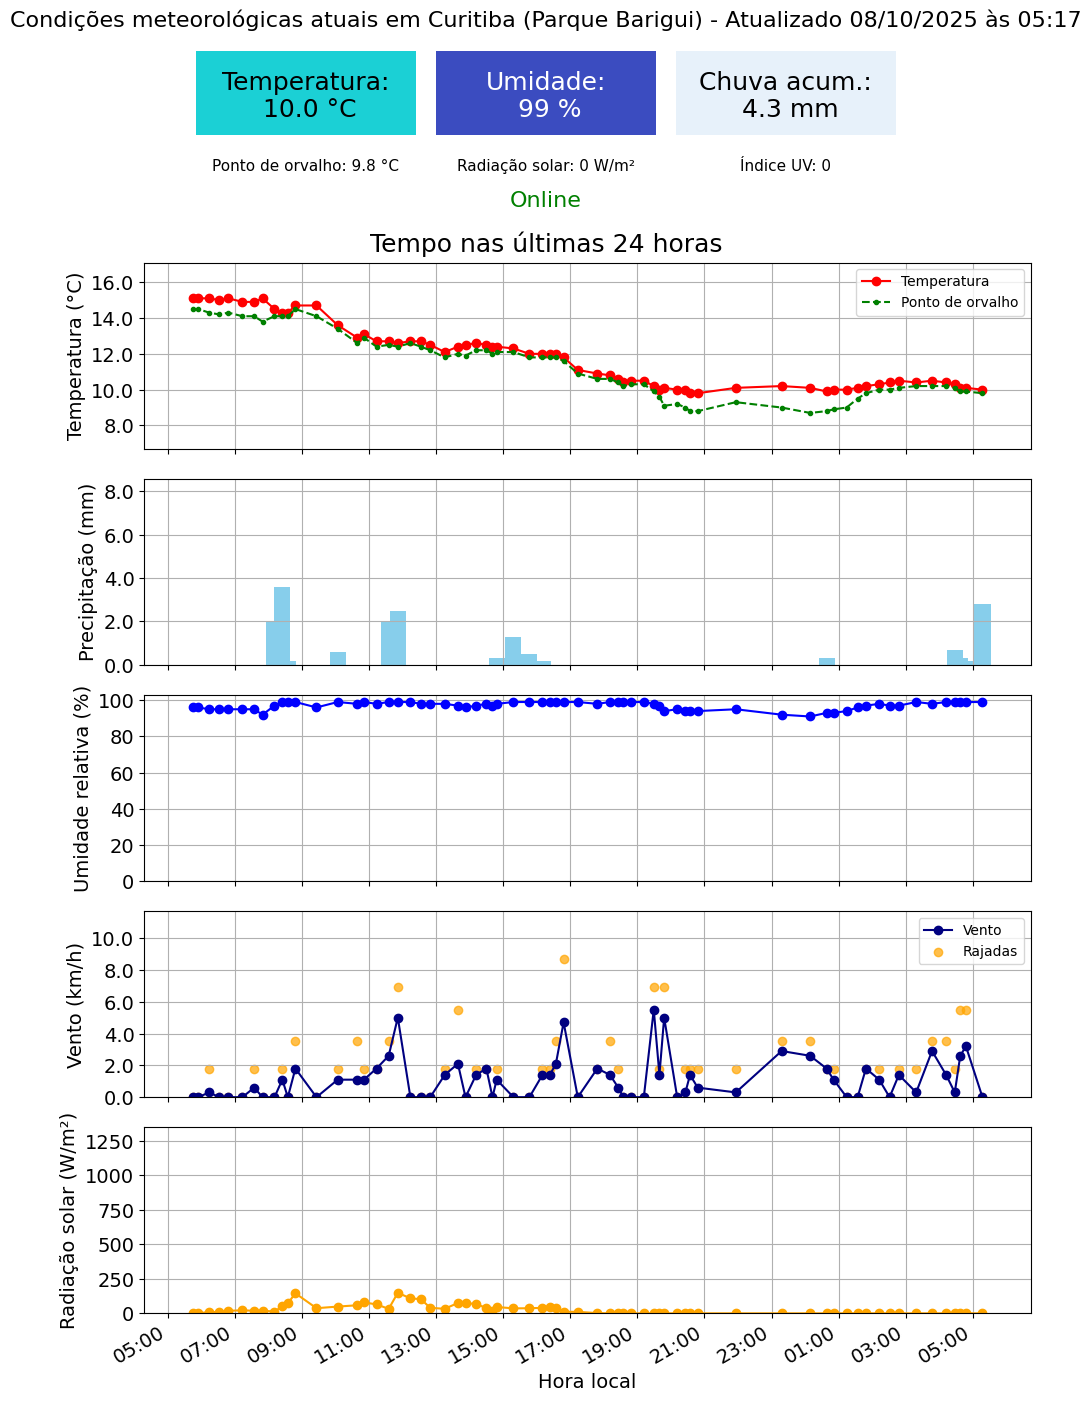 Condições meteorológicas atuais em Curitiba (Parque Barigui) - Atualizado 08/10/2025 às 05:17
Temperatura:
10.0 °C
Umidade:
99 %
Chuva acum.:
4.3 mm
Ponto de orvalho: 9.8 °C
Radiação solar: 0 W/m²
Índice UV: 0
Online
Tempo nas últimas 24 horas
Temperatura (°C)
16.0
14.0
12.0
10.0
8.0
Temperatura
Ponto de orvalho
Precipitação (mm)
8.0
6.0
4.0
2.0
0.0
Umidade relativa (%)
100
80
60
40
20
0
Vento (km/h)
10.0
8.0
6.0
4.0
2.0
0.0
Vento
Rajadas
Radiação solar (W/m²)
1250
1000
750
500
250
0
05:00
07:00
09:00
11:00
13:00
15:00
17:00
19:00
21:00
23:00
01:00
03:00
05:00
Hora local